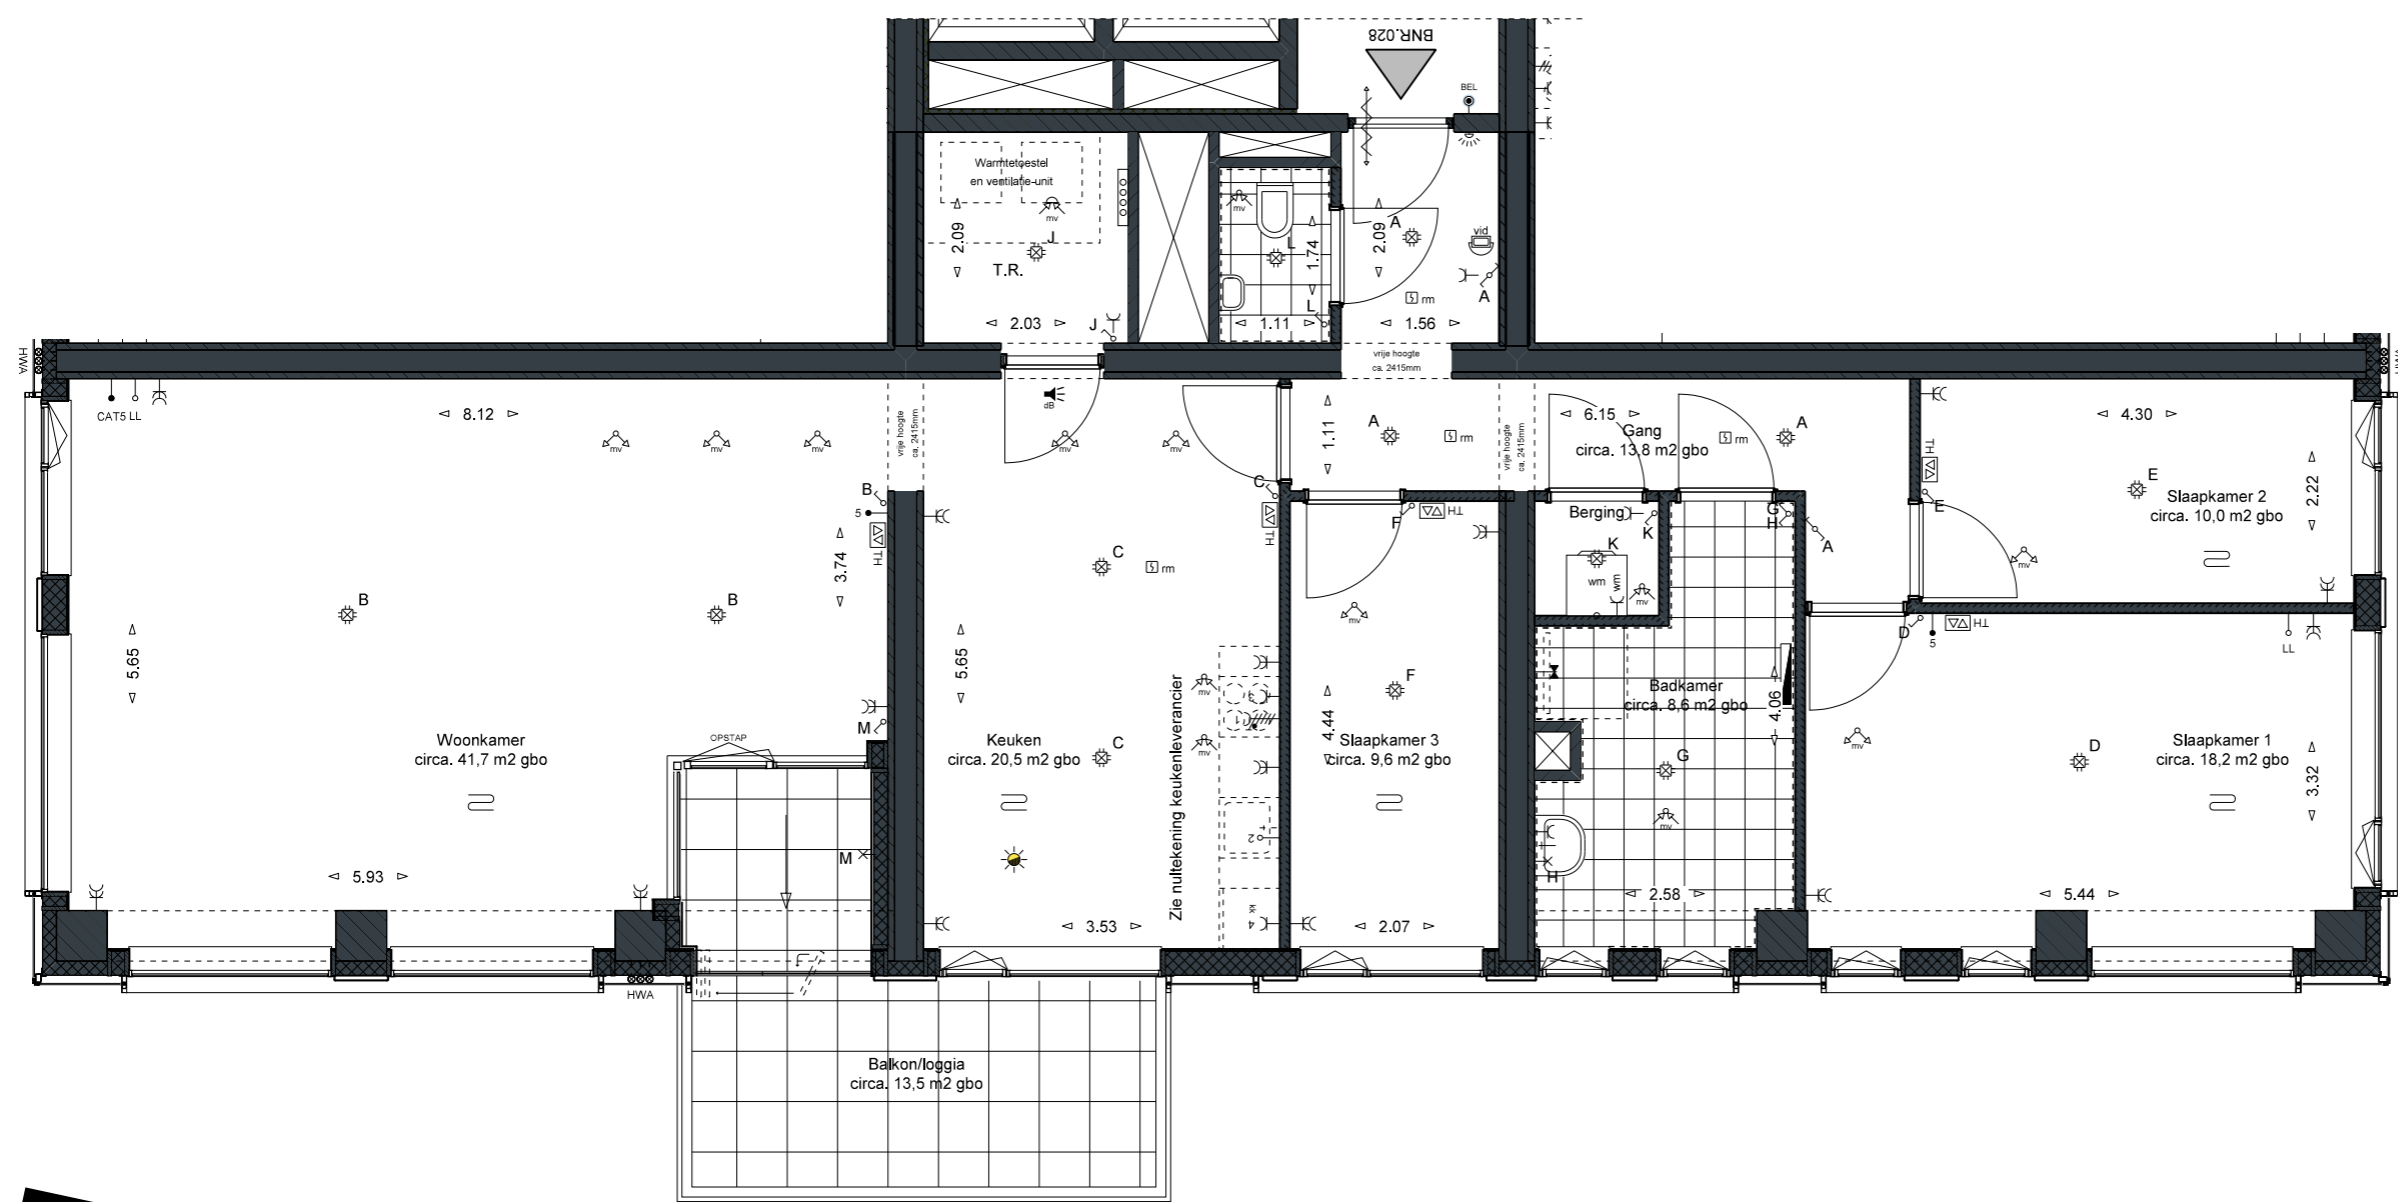 BNR.028
BEL
Warmtetoestel
en ventilatie-unit
mv
mv
J
2.09
T.R.
L
1.74
2.09
A
vid
A
rm
J
2.03
L
1.11
1.56
vrije hoogte
ca. 2415mm
HWA
CAT5 LL
8.12
mv
mv
mv
vrije hoogte
ca. 2415mm
dB
mv
mv
1.11
A
rm
vrije hoogte
ca. 2415mm
6.15
Gang
circa. 13,8 m2 gbo
rm
A
4.30
TH
E
E
Slaapkamer 2
circa. 10,0 m2 gbo
2.22
mv
B
5
TH
3.74
C
TH
F
TH
Berging
K
K
wm
wm
mv
G
H
A
B
B
C
rm
mv
5.65
5.65
D
5
TH
LL
Zie nultekening keukenleverancier
mv
mv
F
4.44
Badkamer
circa. 8,6 m2 gbo
4.06
M
OPSTAP
Woonkamer
circa. 41,7 m2 gbo
Keuken
circa. 20,5 m2 gbo
C
Slaapkamer 3
circa. 9,6 m2 gbo
G
mv
mv
D
Slaapkamer 1
circa. 18,2 m2 gbo
3.32
M
2
H
5.93
kk
4
3.53
2.07
2.58
5.44
HWA
Balkon/loggia
circa. 13,5 m2 gbo